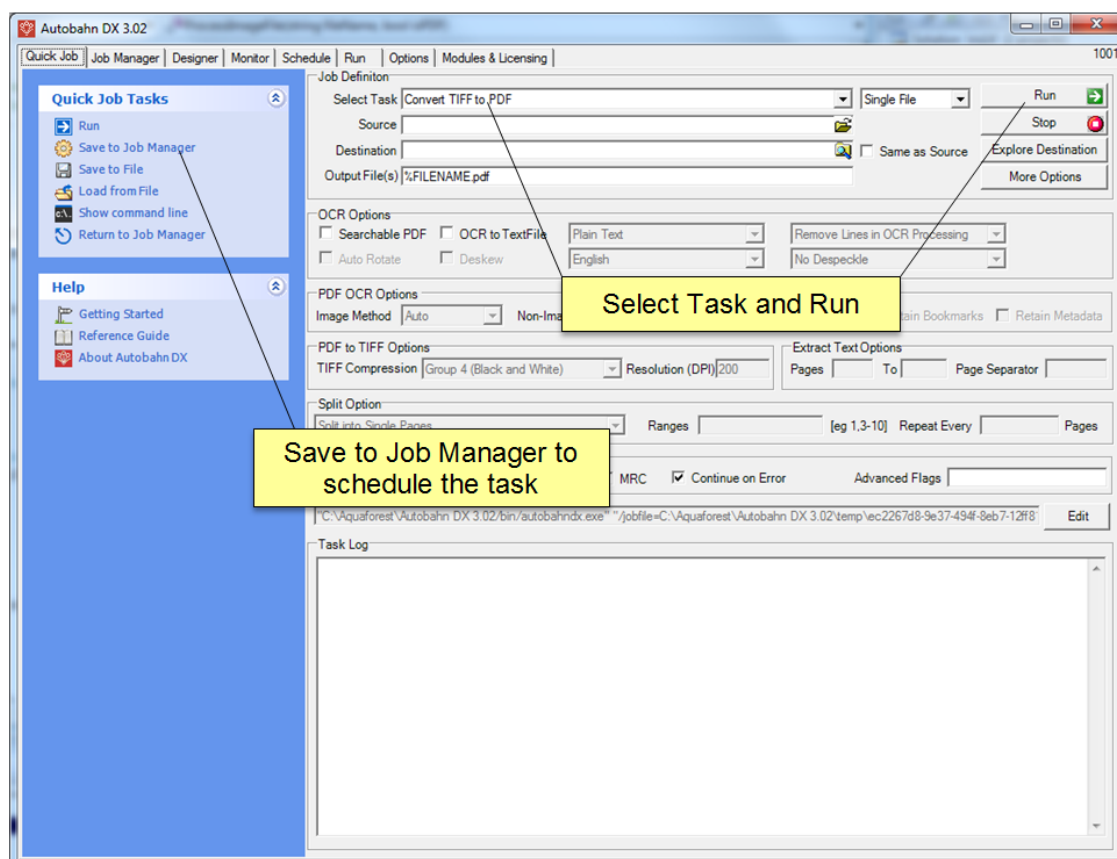 Autobahn DX 3.02
Quick Job Job Manager Designer Monitor Schedule Run Options Modules & Licensing 1001
Quick Job Tasks
Run
Save to Job Manager
Save to File
Load from File
Show command line
Return to Job Manager
Help
Getting Started
Reference Guide
About Autobahn DX
Job Definiton
Select Task Convert TIFF to PDF Single File Run
Source Stop
Destination Same as Source Explore Destination
Output File(s) %FILENAME.pdf More Options
OCR Options
Searchable PDF OCR to TextFile Plain Text Remove Lines in OCR Processing
Auto Rotate Deskew English No Despeckle
Select Task and Run
PDF OCR Options
Image Method Auto Bookmarks Retain Metadata
PDF to TIFF Options Extract Text Options
TIFF Compression Group 4 (Black and White) Resolution (DPI) 200 Pages To Page Separator
Split Option
Split into Single Pages Ranges [eg 1,3-10] Repeat Every Pages
Save to Job Manager to
schedule the task
MRC Continue on Error Advanced Flags
"C:\Aquaforest\Autobahn DX 3.02/bin/autobahndx.exe" "/jobfile=C:\Aquaforest\Autobahn DX 3.02\temp\ec2267d8-9e37-494f-8eb7-12ff8 Edit
Task Log